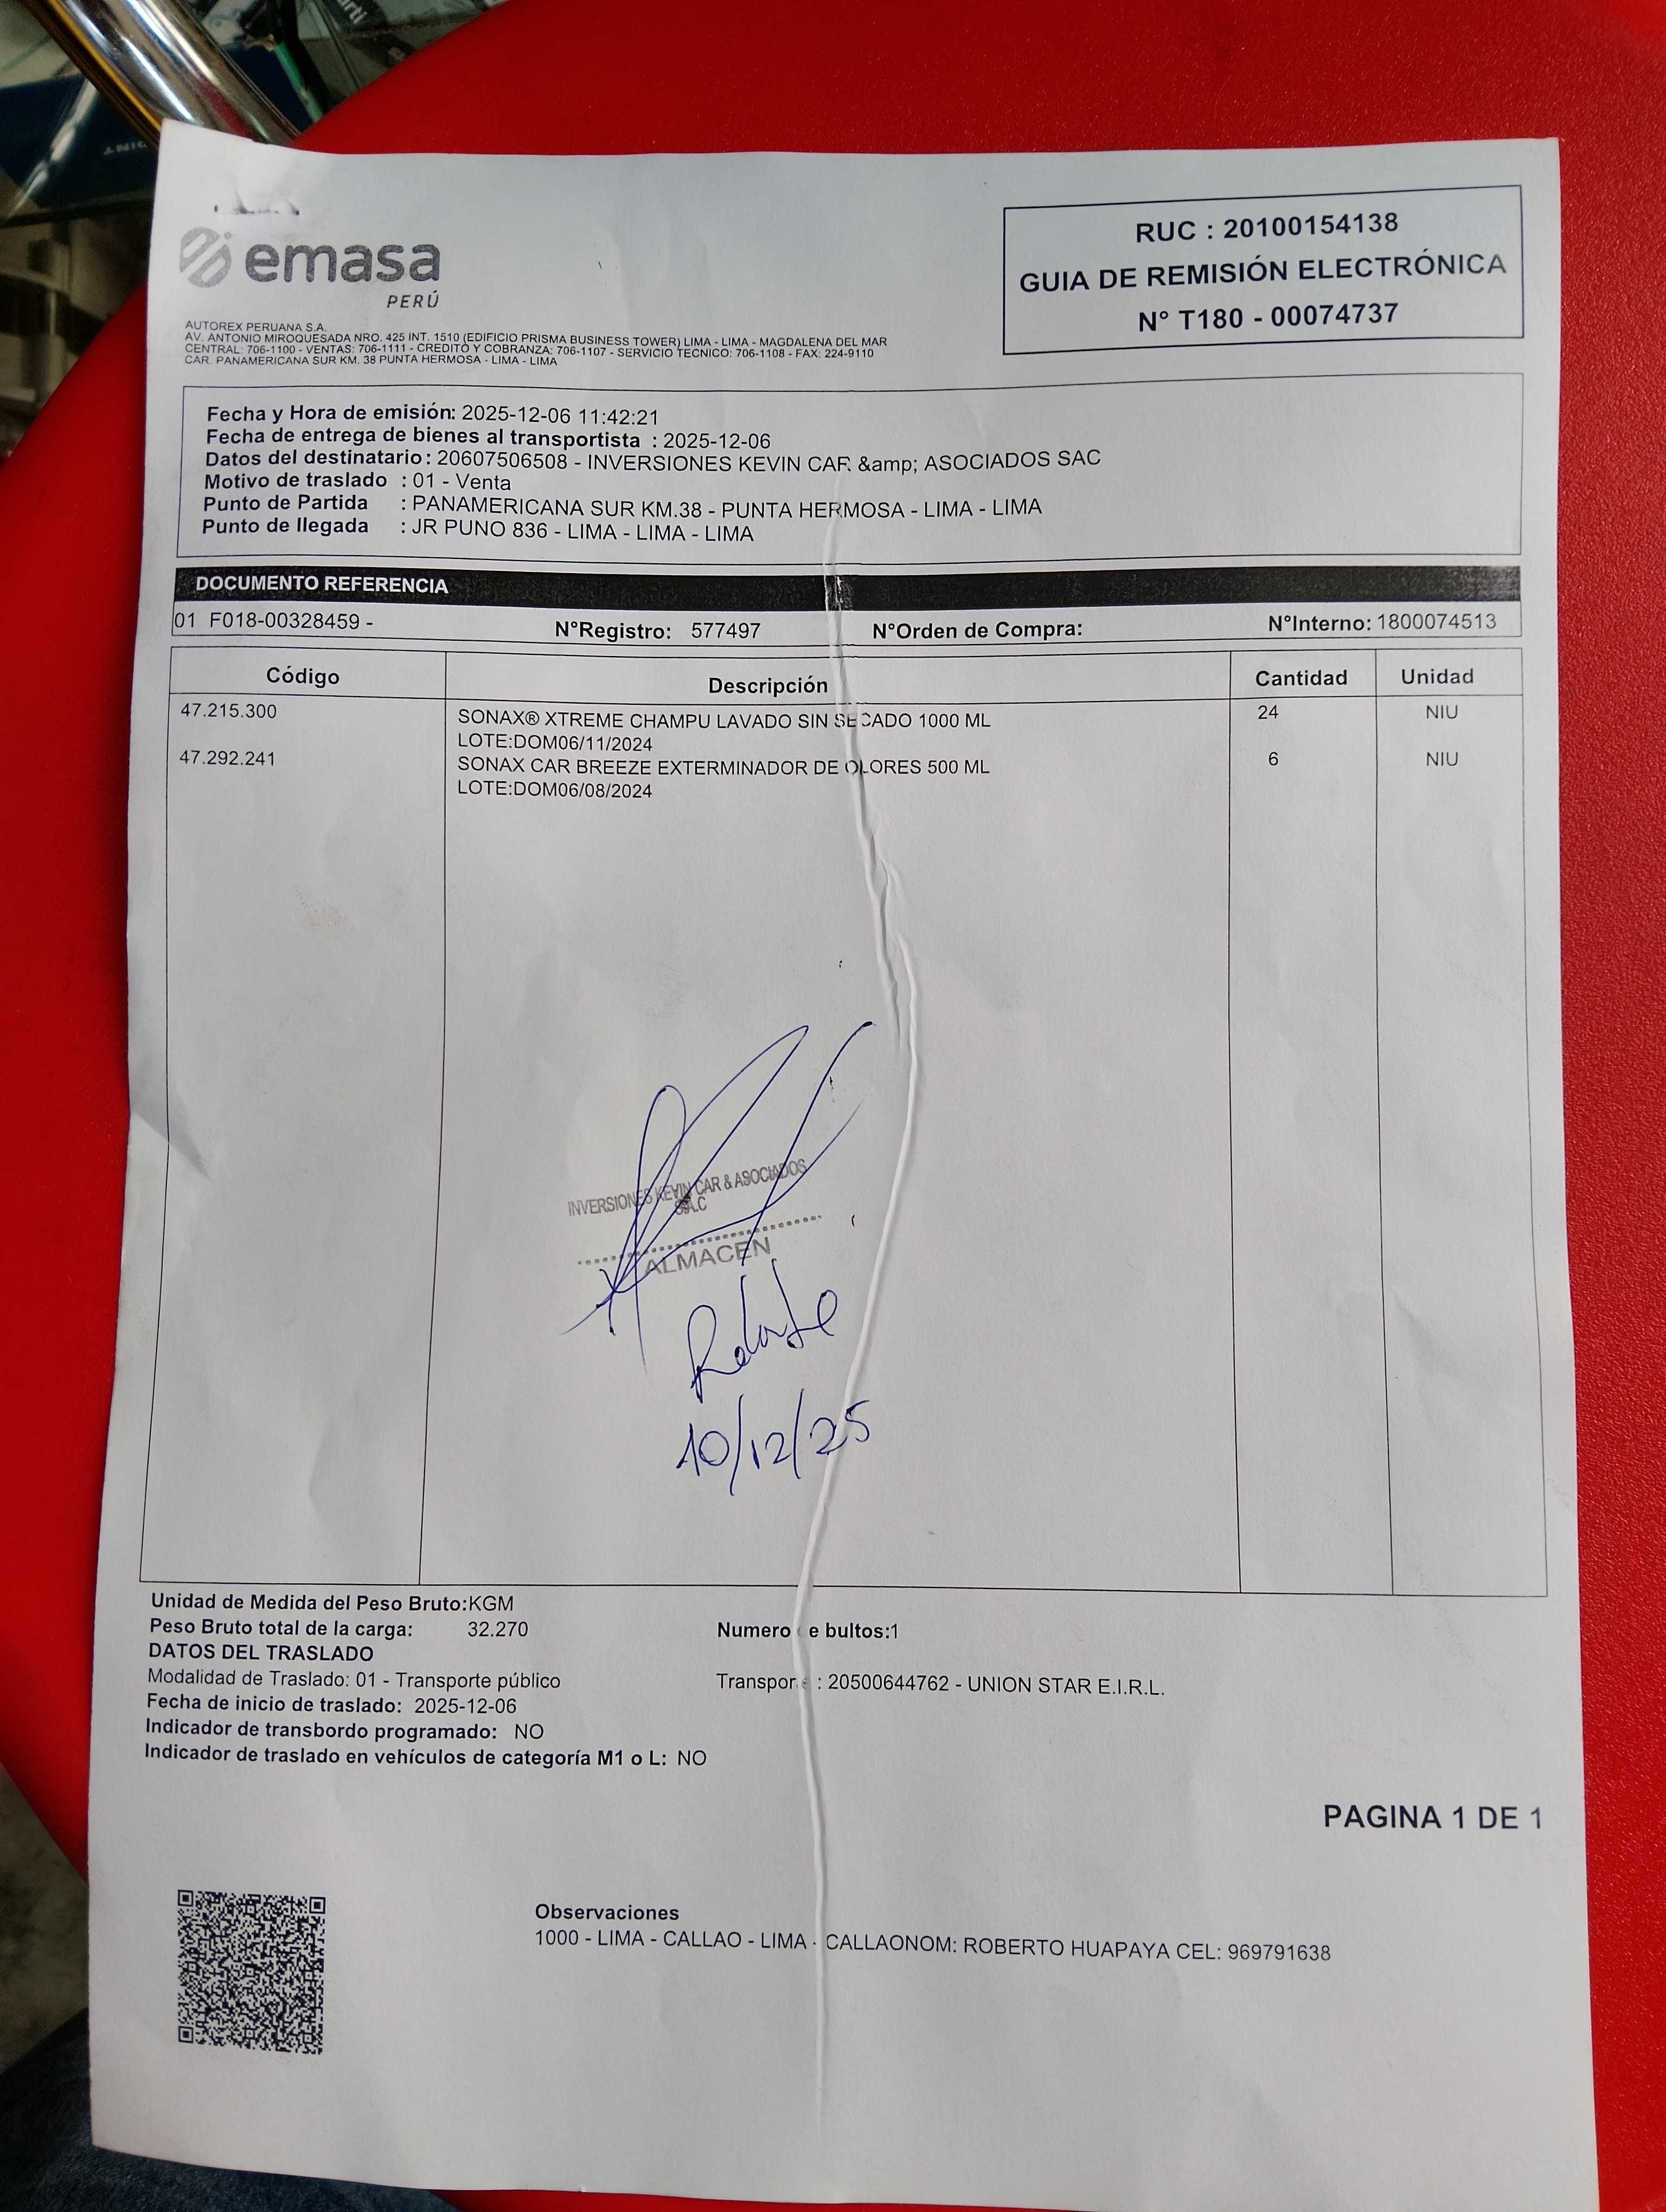 emasa
PERÚ
RUC : 20100154138
GUIA DE REMISIÓN ELECTRÓNICA
N° T180 - 00074737
AUTOREX PERUANA S.A.
AV. ANTONIO MIROQUESADA NRO. 425 INT. 1510 (EDIFICIO PRISMA BUSINESS TOWER) LIMA - LIMA - MAGDALENA DEL MAR
CENTRAL: 706-1100 - VENTAS: 706-1111 - CREDITO Y COBRANZA: 706-1107 - SERVICIO TECNICO: 706-1108 - FAX: 224-9110
CAR. PANAMERICANA SUR KM. 38 PUNTA HERMOSA - LIMA - LIMA
Fecha y Hora de emisión: 2025-12-06 11:42:21
Fecha de entrega de bienes al transportista : 2025-12-06
Datos del destinatario : 20607506508 - INVERSIONES KEVIN CAR &amp; ASOCIADOS SAC
Motivo de traslado : 01 - Venta
Punto de Partida : PANAMERICANA SUR KM.38 - PUNTA HERMOSA - LIMA - LIMA
Punto de llegada : JR PUNO 836 - LIMA - LIMA - LIMA
DOCUMENTO REFERENCIA
01 F018-00328459 - N°Registro: 577497 N°Orden de Compra: N°Interno: 1800074513
Código Descripción Cantidad Unidad
47.215.300 SONAX® XTREME CHAMPU LAVADO SIN SECADO 1000 ML 24 NIU
LOTE:DOM06/11/2024
47.292.241 SONAX CAR BREEZE EXTERMINADOR DE OLORES 500 ML 6 NIU
LOTE:DOM06/08/2024
INVERSIONES KEVIN CAR & ASOCIADOS
ALMACEN
10/12/25
Unidad de Medida del Peso Bruto:KGM
Peso Bruto total de la carga: 32.270 Numero e bultos:1
DATOS DEL TRASLADO
Modalidad de Traslado: 01 - Transporte público Transpor : 20500644762 - UNION STAR E.I.R.L.
Fecha de inicio de traslado: 2025-12-06
Indicador de transbordo programado: NO
Indicador de traslado en vehículos de categoría M1 o L: NO
PAGINA 1 DE 1
Observaciones
1000 - LIMA - CALLAO - LIMA - CALLAONOM: ROBERTO HUAPAYA CEL: 969791638